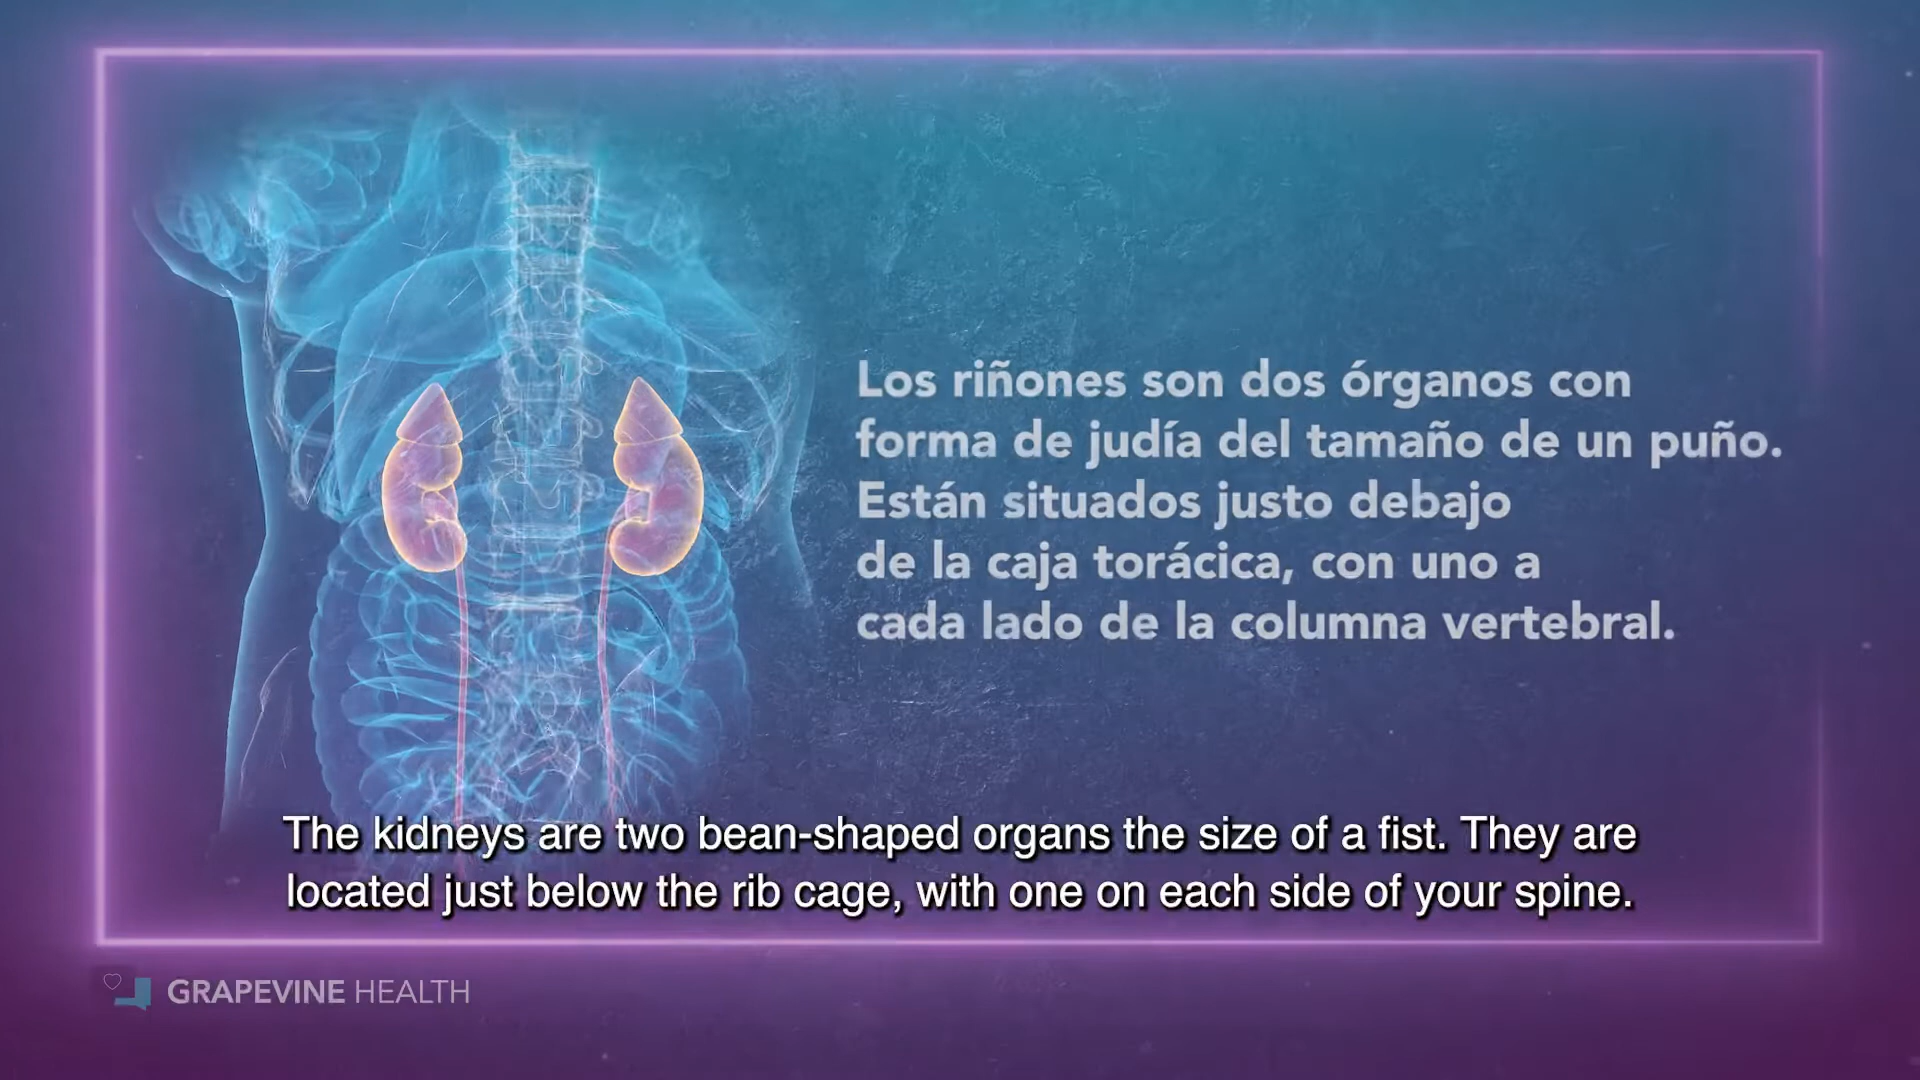 Los riñones son dos órganos con
forma de judía del tamaño de un puño.
Están situados justo debajo
de la caja torácica, con uno a
cada lado de la columna vertebral.
The kidneys are two bean-shaped organs the size of a fist. They are
located just below the rib cage, with one on each side of your spine.
GRAPEVINE HEALTH